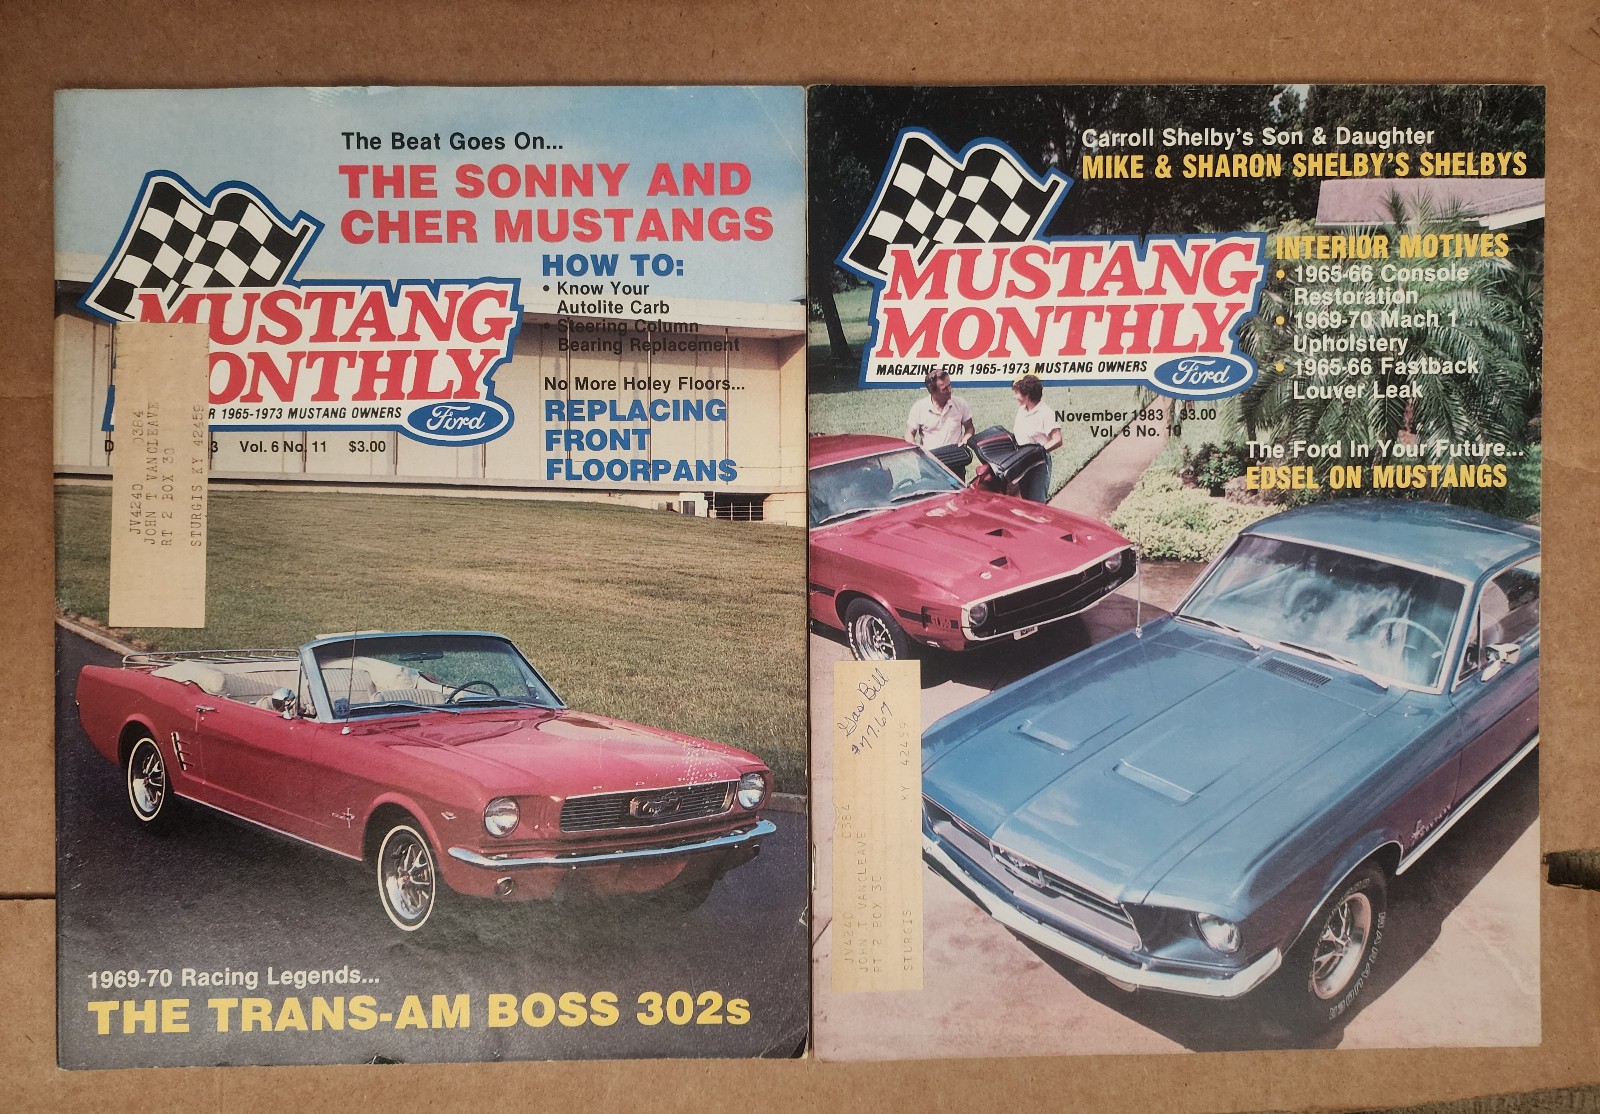 The Beat Goes On...
THE SONNY AND
CHER MUSTANGS
HOW TO:
• Know Your
Autolite Carb
• Steering Column
Bearing Replacement
No More Holey Floors...
REPLACING
FRONT
FLOORPANS
MUSTANG
MONTHLY
R 1965-1973 MUSTANG OWNERS
Ford
D 3 Vol. 6 No. 11 $3.00
JV4240 0384
JOHN T VANCLEAVE
RT 2 BOX 30
STURGIS KY 42459
1969-70 Racing Legends...
THE TRANS-AM BOSS 302s
Carroll Shelby's Son & Daughter
MIKE & SHARON SHELBY'S SHELBYS
MUSTANG
MONTHLY
MAGAZINE FOR 1965-1973 MUSTANG OWNERS
Ford
November 1983 $3.00
Vol. 6 No. 10
INTERIOR MOTIVES
• 1965-66 Console
Restoration
• 1969-70 Mach 1
Upholstery
• 1965-66 Fastback
Louver Leak
The Ford In Your Future...
EDSEL ON MUSTANGS
Gas Bill
$77.67
JV4240 0384
JOHN T VANCLEAVE
RT 2 BOX 30
STURGIS KY 42459